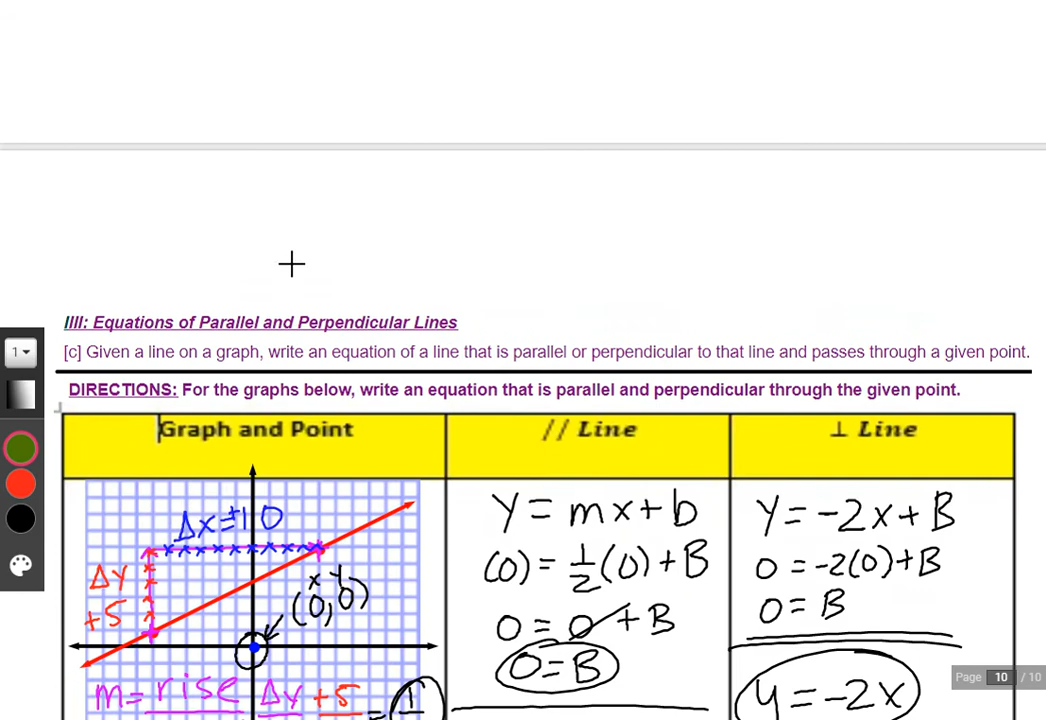 IIII: Equations of Parallel and Perpendicular Lines
1
[c] Given a line on a graph, write an equation of a line that is parallel or perpendicular to that line and passes through a given point.
DIRECTIONS: For the graphs below, write an equation that is parallel and perpendicular through the given point.
Graph and Point
Δx=+10
Δy
+5
x y
(0,0)
m= rise Δy +5 = 1
// Line
y = mx+b
(0) = 1/2 (0) + B
0 = 0 + B
0=B
⊥ Line
y = -2x + B
0 = -2(0)+B
0 = B
y = -2x
Page 10 / 10